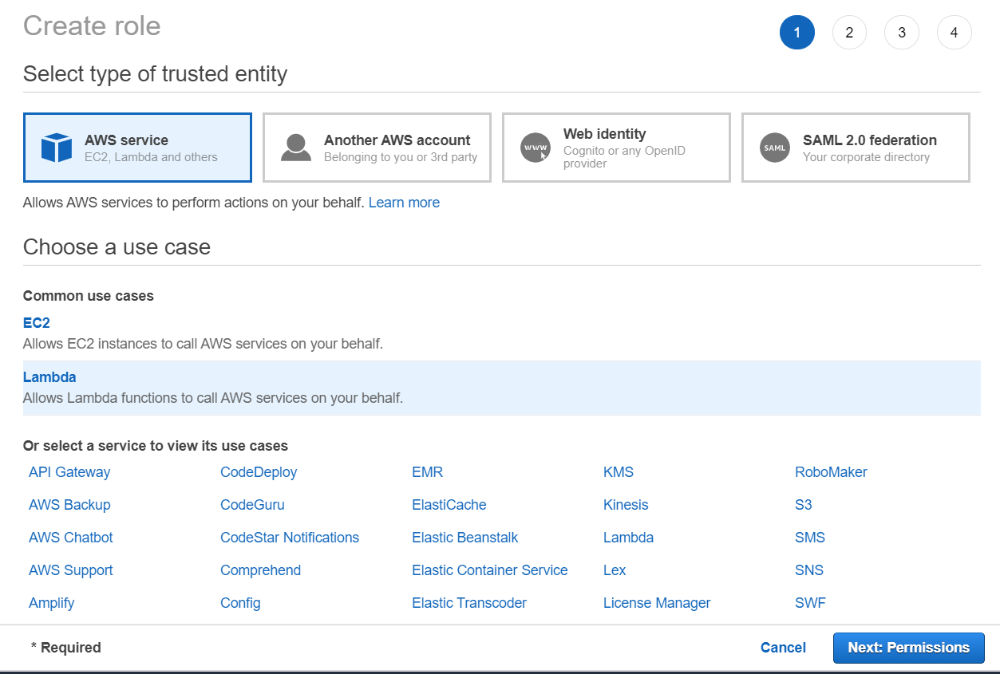 Create role
1 2 3 4
Select type of trusted entity
AWS service
EC2, Lambda and others
Another AWS account
Belonging to you or 3rd party
www
Web identity
Cognito or any OpenID
provider
SAML
SAML 2.0 federation
Your corporate directory
Allows AWS services to perform actions on your behalf. Learn more
Choose a use case
Common use cases
EC2
Allows EC2 instances to call AWS services on your behalf.
Lambda
Allows Lambda functions to call AWS services on your behalf.
Or select a service to view its use cases
API Gateway CodeDeploy EMR KMS RoboMaker
AWS Backup CodeGuru ElastiCache Kinesis S3
AWS Chatbot CodeStar Notifications Elastic Beanstalk Lambda SMS
AWS Support Comprehend Elastic Container Service Lex SNS
Amplify Config Elastic Transcoder License Manager SWF
* Required Cancel Next: Permissions